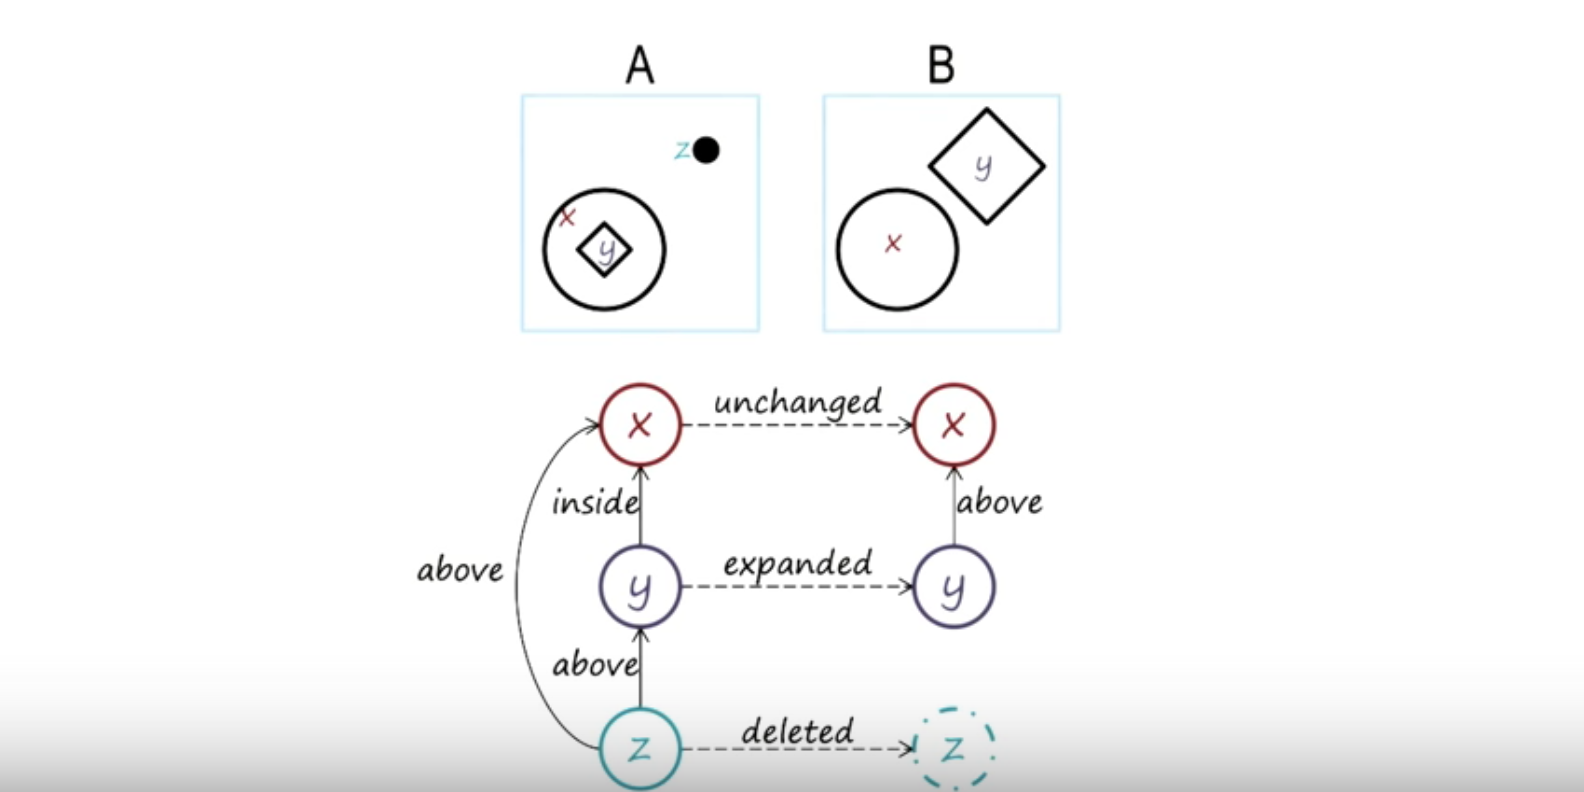 A B
z
x
y
y
x
x unchanged x
inside above
above
y expanded y
above
z deleted z